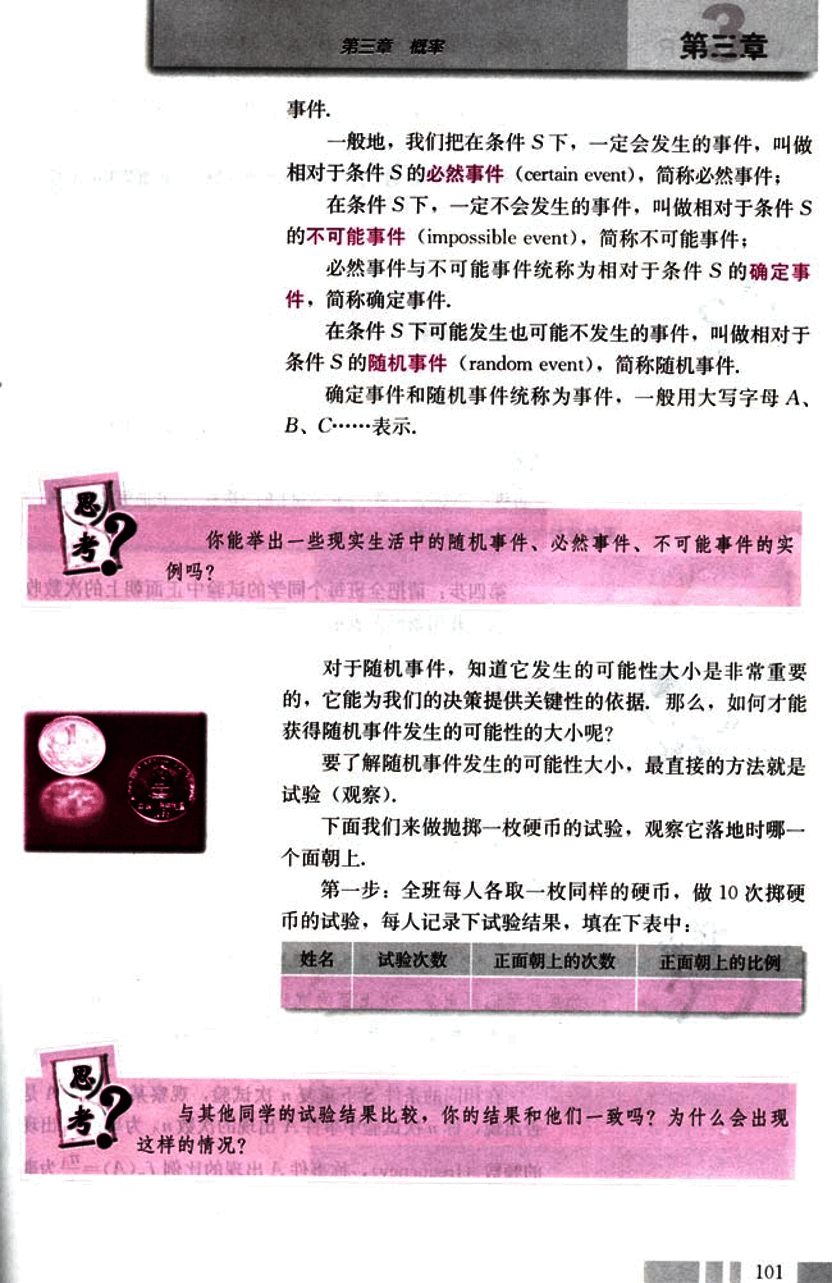 第三章 概率
第三章
事件.
一般地，我们把在条件 S 下，一定会发生的事件，叫做
相对于条件 S 的必然事件（certain event），简称必然事件；
在条件 S 下，一定不会发生的事件，叫做相对于条件 S
的不可能事件（impossible event），简称不可能事件；
必然事件与不可能事件统称为相对于条件 S 的确定事
件，简称确定事件.
在条件 S 下可能发生也可能不发生的事件，叫做相对于
条件 S 的随机事件（random event），简称随机事件.
确定事件和随机事件统称为事件，一般用大写字母 A、
B、C……表示.
思考？
你能举出一些现实生活中的随机事件、必然事件、不可能事件的实
例吗？
对于随机事件，知道它发生的可能性大小是非常重要
的，它能为我们的决策提供关键性的依据. 那么，如何才能
获得随机事件发生的可能性的大小呢？
要了解随机事件发生的可能性大小，最直接的方法就是
试验（观察）.
下面我们来做抛掷一枚硬币的试验，观察它落地时哪一
个面朝上.
第一步：全班每人各取一枚同样的硬币，做 10 次掷硬
币的试验，每人记录下试验结果，填在下表中：
姓名 试验次数 正面朝上的次数 正面朝上的比例
思考？
与其他同学的试验结果比较，你的结果和他们一致吗？为什么会出现
这样的情况？
101